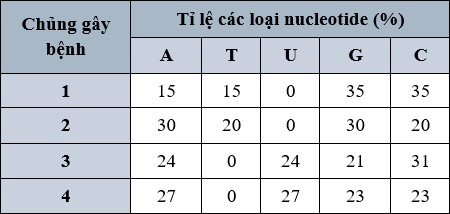 Chủng gây bệnh Tỉ lệ các loại nucleotide (%)
A T U G C
1 15 15 0 35 35
2 30 20 0 30 20
3 24 0 24 21 31
4 27 0 27 23 23